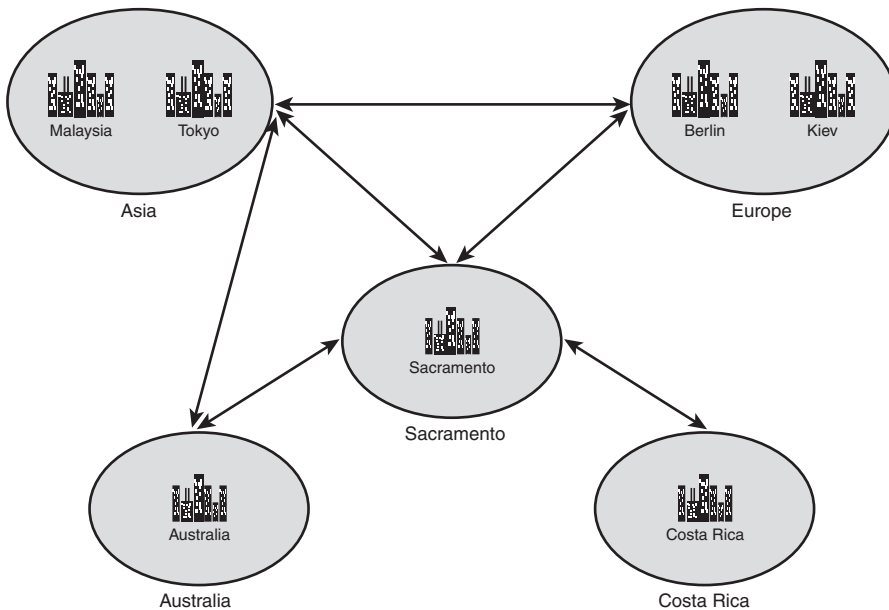 Malaysia
Tokyo
Asia
Berlin
Kiev
Europe
Sacramento
Sacramento
Australia
Australia
Costa Rica
Costa Rica